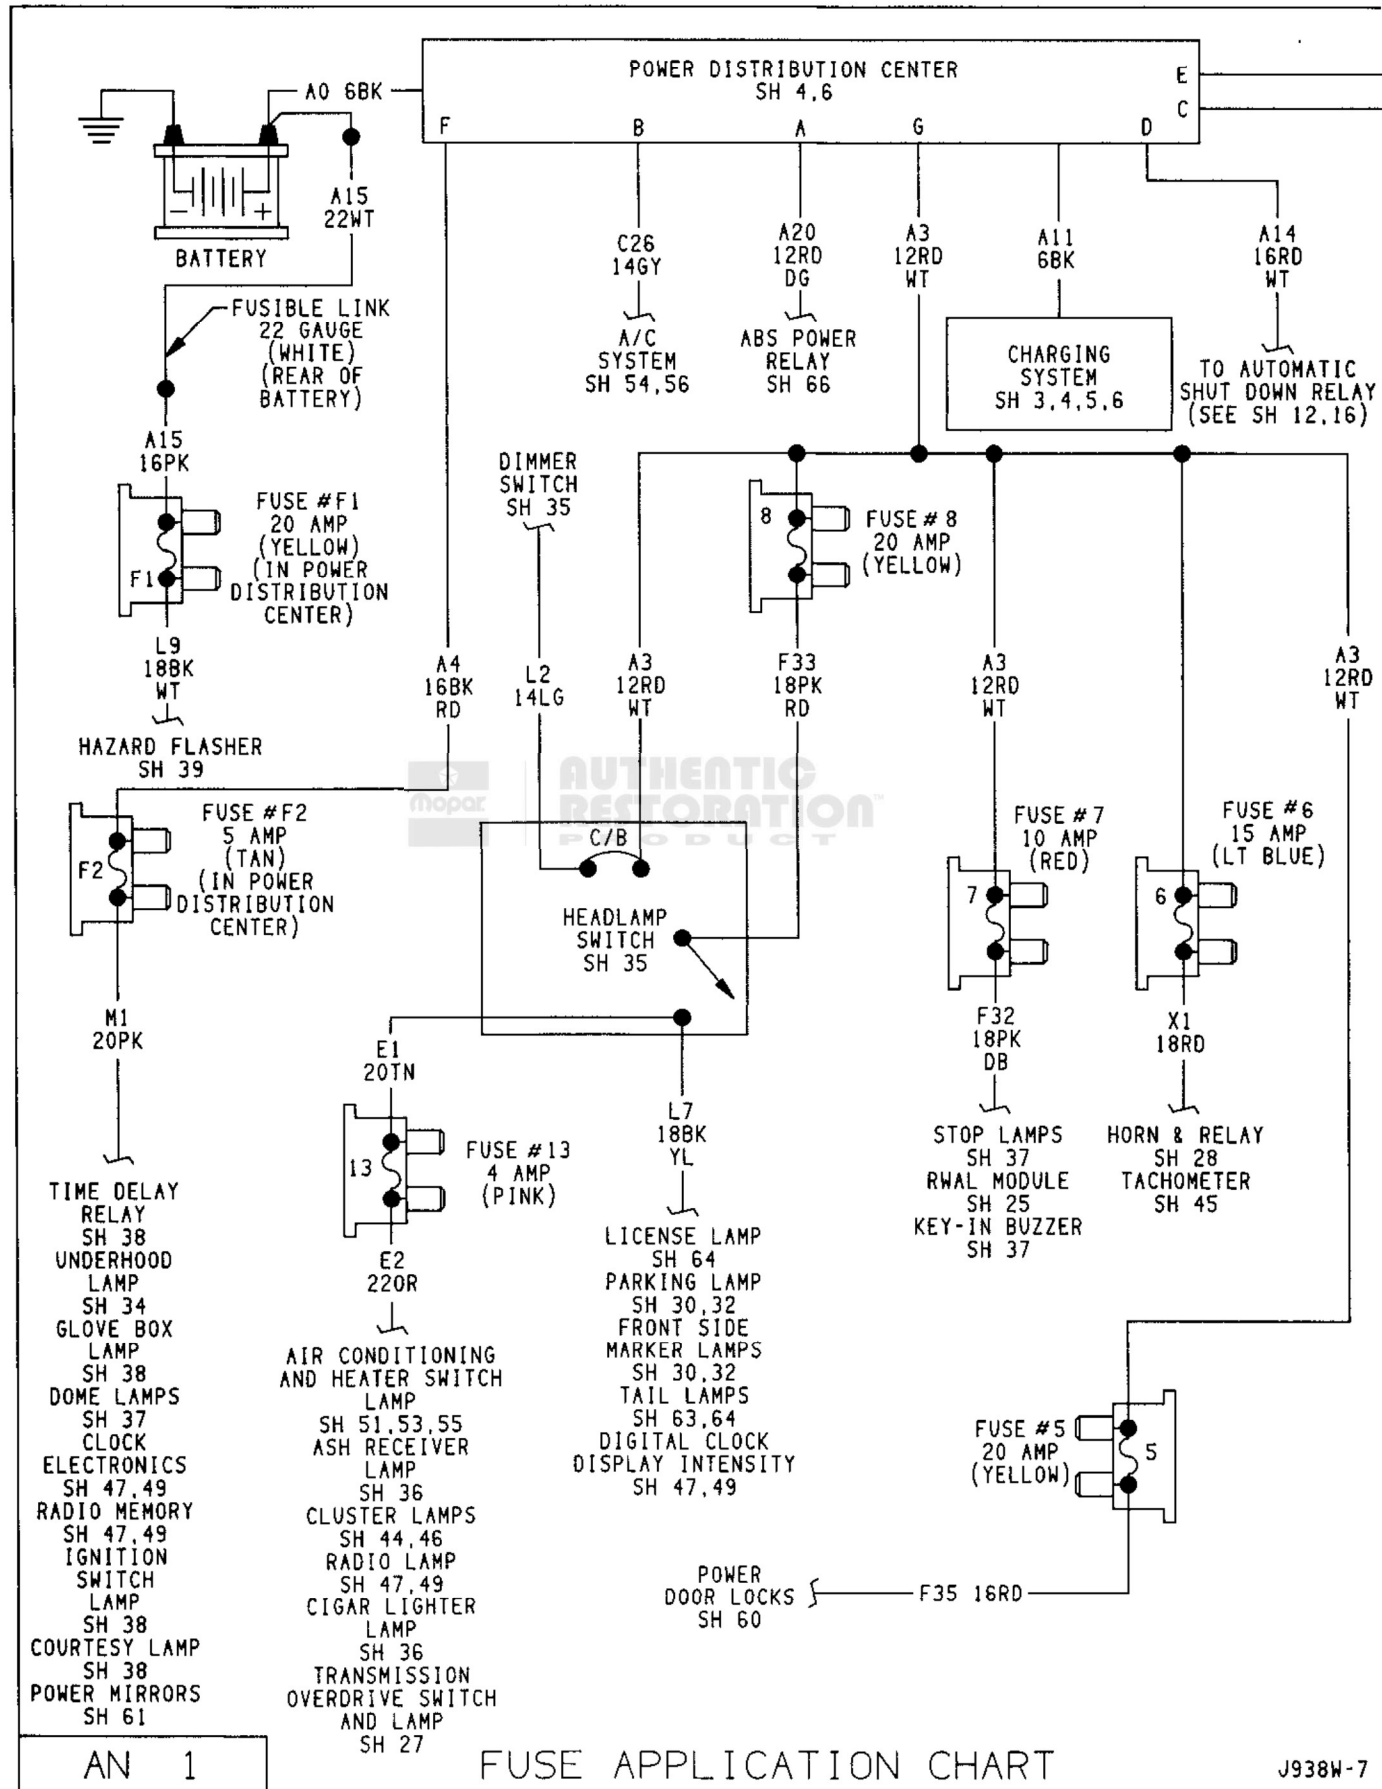 POWER DISTRIBUTION CENTER
SH 4,6
E
C
F
B
A
G
D
A0 6BK
A15
22WT
BATTERY
FUSIBLE LINK
22 GAUGE
(WHITE)
(REAR OF
BATTERY)
C26
14GY
A/C
SYSTEM
SH 54,56
A20
12RD
DG
ABS POWER
RELAY
SH 66
A3
12RD
WT
A11
6BK
CHARGING
SYSTEM
SH 3,4,5,6
A14
16RD
WT
TO AUTOMATIC
SHUT DOWN RELAY
(SEE SH 12,16)
A15
16PK
FUSE #F1
20 AMP
(YELLOW)
(IN POWER
DISTRIBUTION
CENTER)
F1
L9
18BK
WT
HAZARD FLASHER
SH 39
DIMMER
SWITCH
SH 35
8
FUSE # 8
20 AMP
(YELLOW)
A4
16BK
RD
L2
14LG
A3
12RD
WT
F33
18PK
RD
A3
12RD
WT
A3
12RD
WT
mopar
AUTHENTIC
RESTORATION™
PRODUCT
F2
FUSE #F2
5 AMP
(TAN)
(IN POWER
DISTRIBUTION
CENTER)
C/B
HEADLAMP
SWITCH
SH 35
FUSE #7
10 AMP
(RED)
7
FUSE #6
15 AMP
(LT BLUE)
6
M1
20PK
E1
20TN
13
FUSE #13
4 AMP
(PINK)
E2
22OR
L7
18BK
YL
F32
18PK
DB
X1
18RD
STOP LAMPS
SH 37
RWAL MODULE
SH 25
KEY-IN BUZZER
SH 37
HORN & RELAY
SH 28
TACHOMETER
SH 45
TIME DELAY
RELAY
SH 38
UNDERHOOD
LAMP
SH 34
GLOVE BOX
LAMP
SH 38
DOME LAMPS
SH 37
CLOCK
ELECTRONICS
SH 47,49
RADIO MEMORY
SH 47,49
IGNITION
SWITCH
LAMP
SH 38
COURTESY LAMP
SH 38
POWER MIRRORS
SH 61
AIR CONDITIONING
AND HEATER SWITCH
LAMP
SH 51,53,55
ASH RECEIVER
LAMP
SH 36
CLUSTER LAMPS
SH 44,46
RADIO LAMP
SH 47,49
CIGAR LIGHTER
LAMP
SH 36
TRANSMISSION
OVERDRIVE SWITCH
AND LAMP
SH 27
LICENSE LAMP
SH 64
PARKING LAMP
SH 30,32
FRONT SIDE
MARKER LAMPS
SH 30,32
TAIL LAMPS
SH 63,64
DIGITAL CLOCK
DISPLAY INTENSITY
SH 47,49
FUSE #5
20 AMP
(YELLOW)
5
POWER
DOOR LOCKS
SH 60
F35 16RD
AN 1
FUSE APPLICATION CHART
J938W-7